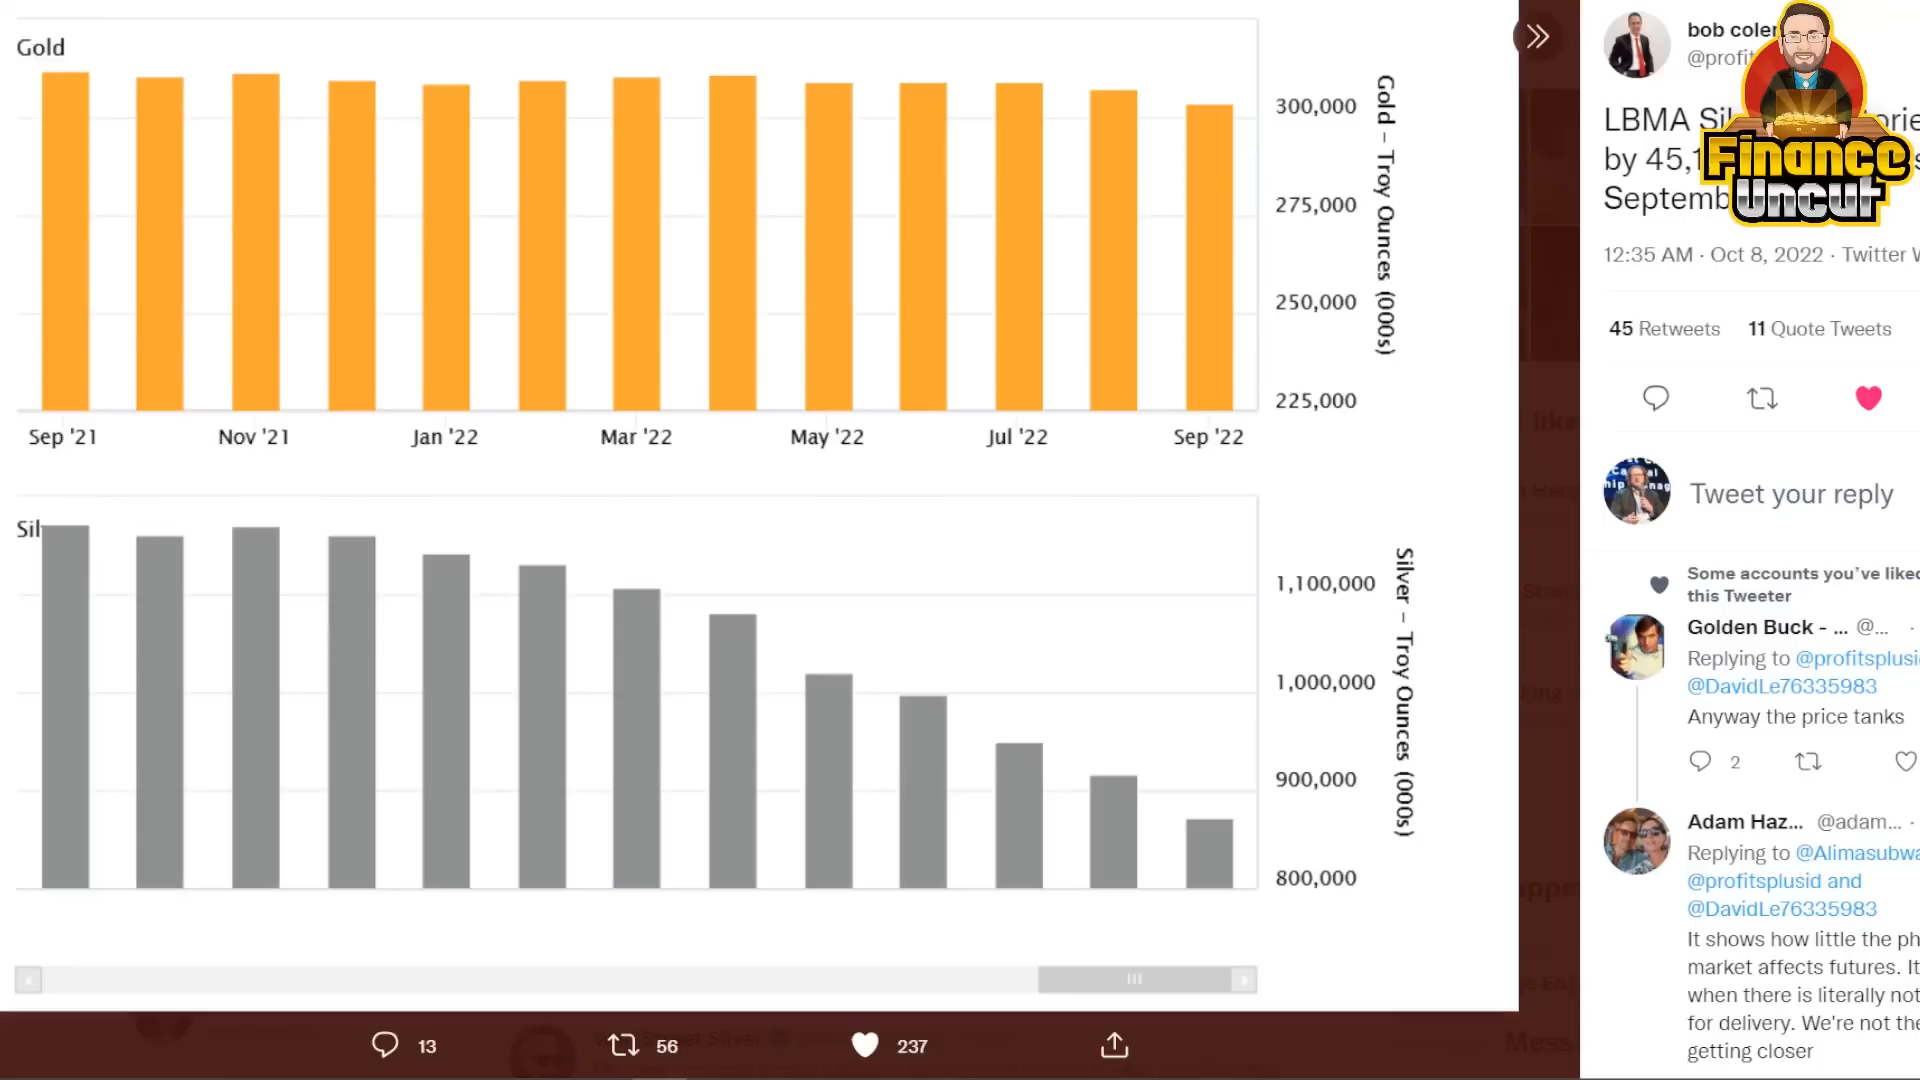 Gold
300,000
275,000
250,000
225,000
Gold – Troy Ounces (000s)
Sep '21
Nov '21
Jan '22
Mar '22
May '22
Jul '22
Sep '22
Sil
1,100,000
1,000,000
900,000
800,000
Silver – Troy Ounces (000s)
13
56
237
bob coler
@profit
LBMA Sil
by 45,1
Septemb
Finance
Uncut
12:35 AM · Oct 8, 2022 · Twitter W
45 Retweets 11 Quote Tweets
Tweet your reply
Some accounts you've liked
this Tweeter
Golden Buck - ... @... ·
Replying to @profitsplusid
@DavidLe76335983
Anyway the price tanks
2
Adam Haz... @adam... ·
Replying to @Alimasubwa
@profitsplusid and
@DavidLe76335983
It shows how little the ph
market affects futures. It
when there is literally not
for delivery. We're not the
getting closer